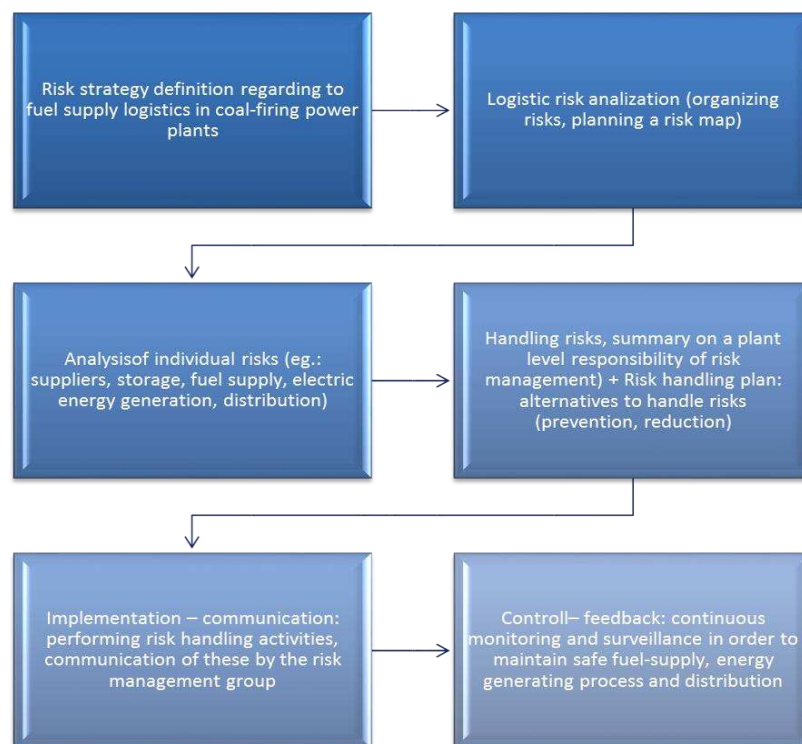 Risk strategy definition regarding to
fuel supply logistics in coal-firing power
plants
Logistic risk analization (organizing
risks, planning a risk map)
Analysisof individual risks (eg.:
suppliers, storage, fuel supply, electric
energy generation, distribution)
Handling risks, summary on a plant
level responsibility of risk
management) + Risk handling plan:
alternatives to handle risks
(prevention, reduction)
Implementation – communication:
performing risk handling activities,
communication of these by the risk
management group
Controll– feedback: continuous
monitoring and surveillance in order to
maintain safe fuel-supply, energy
generating process and distribution